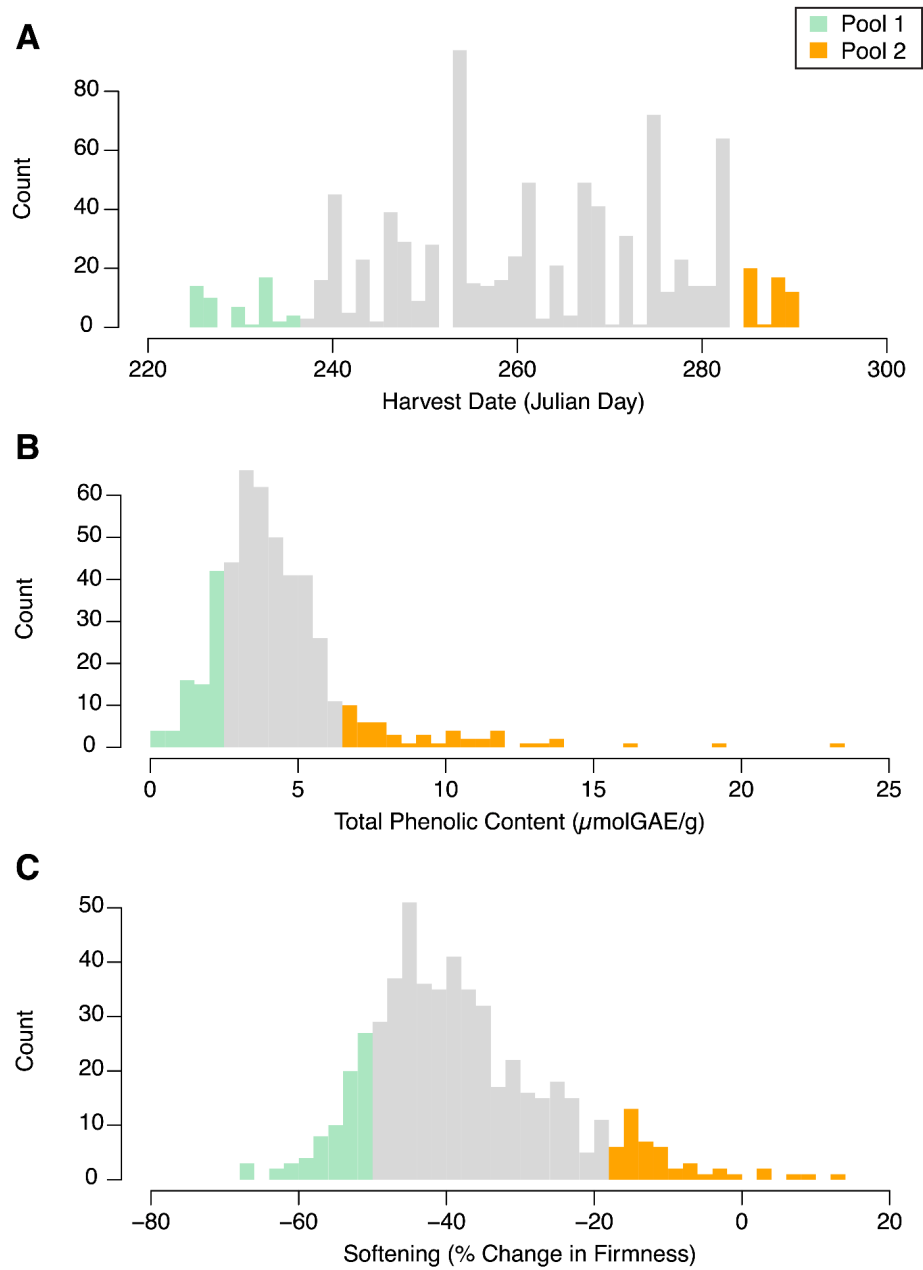 A
Pool 1
Pool 2
80
60
40
20
0
Count
220 240 260 280 300
Harvest Date (Julian Day)
B
60
50
40
30
20
10
0
Count
0 5 10 15 20 25
Total Phenolic Content (µmolGAE/g)
C
50
40
30
20
10
0
Count
−80 −60 −40 −20 0 20
Softening (% Change in Firmness)